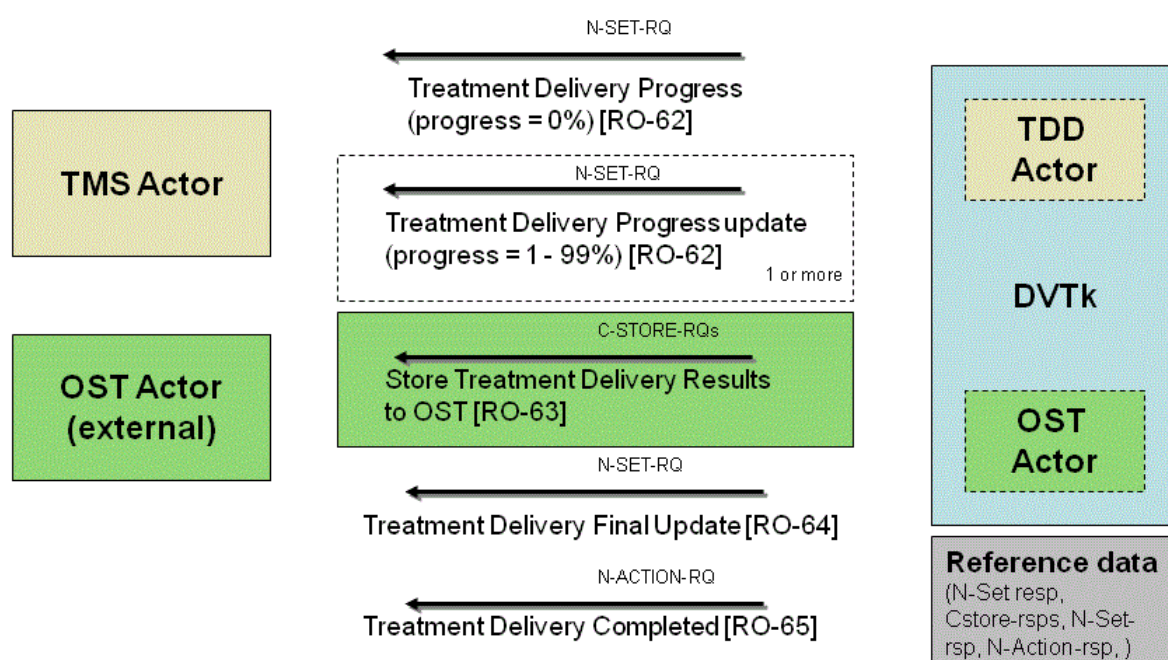 N-SET-RQ
Treatment Delivery Progress
(progress = 0%) [RO-62]
TMS Actor
N-SET-RQ
Treatment Delivery Progress update
(progress = 1 - 99%) [RO-62]
1 or more
OST Actor
(external)
C-STORE-RQs
Store Treatment Delivery Results
to OST [RO-63]
N-SET-RQ
Treatment Delivery Final Update [RO-64]
N-ACTION-RQ
Treatment Delivery Completed [RO-65]
TDD
Actor
DVTk
OST
Actor
Reference data
(N-Set resp,
Cstore-rsps, N-Set-
rsp, N-Action-rsp, )